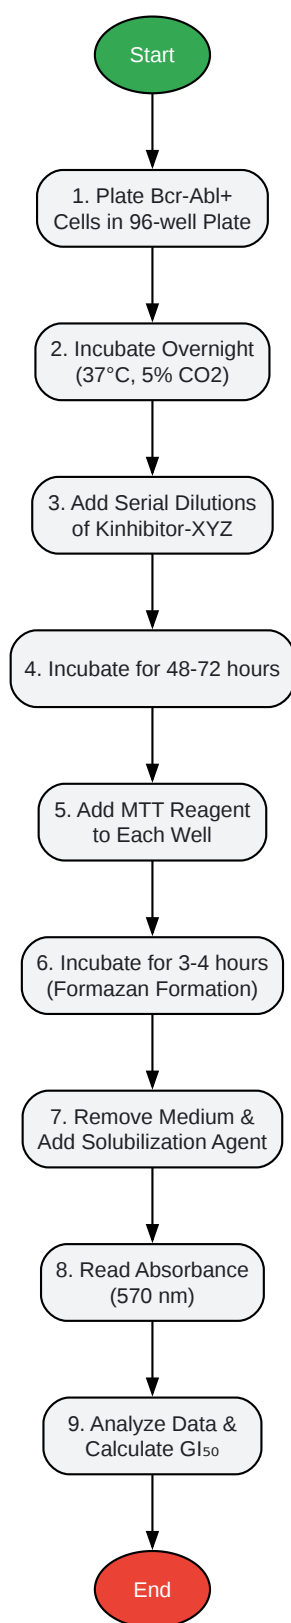 Start
1. Plate Bcr-Abl+
Cells in 96-well Plate
2. Incubate Overnight
(37°C, 5% CO2)
3. Add Serial Dilutions
of Kinhibitor-XYZ
4. Incubate for 48-72 hours
5. Add MTT Reagent
to Each Well
6. Incubate for 3-4 hours
(Formazan Formation)
7. Remove Medium &
Add Solubilization Agent
8. Read Absorbance
(570 nm)
9. Analyze Data &
Calculate GI₅₀
End